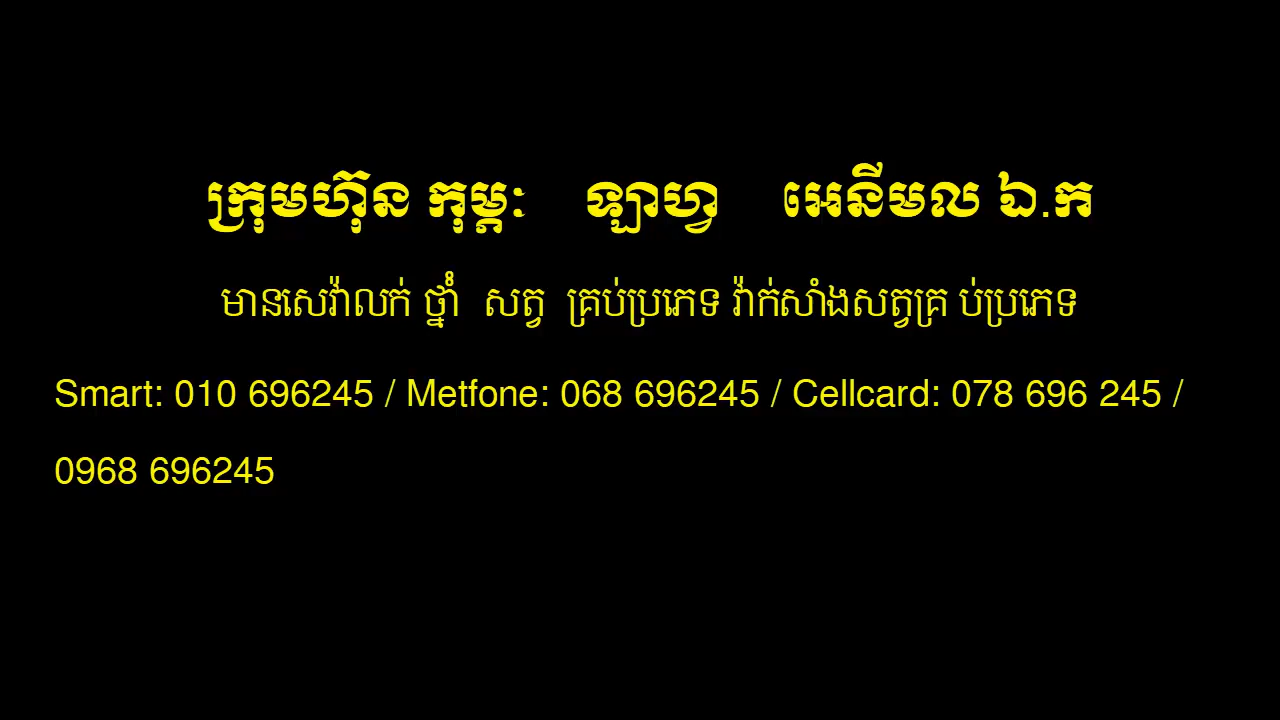 ក្រុមហ៊ុន កុម្ភៈ ឡាហ្វ អេនីមល ឯ.ក
មានសេវ៉ាលក់ ថ្នាំ សត្វ គ្រប់ប្រភេទ វ៉ាក់សាំងសត្វគ្រ ប់ប្រភេទ
Smart: 010 696245 / Metfone: 068 696245 / Cellcard: 078 696 245 /
0968 696245